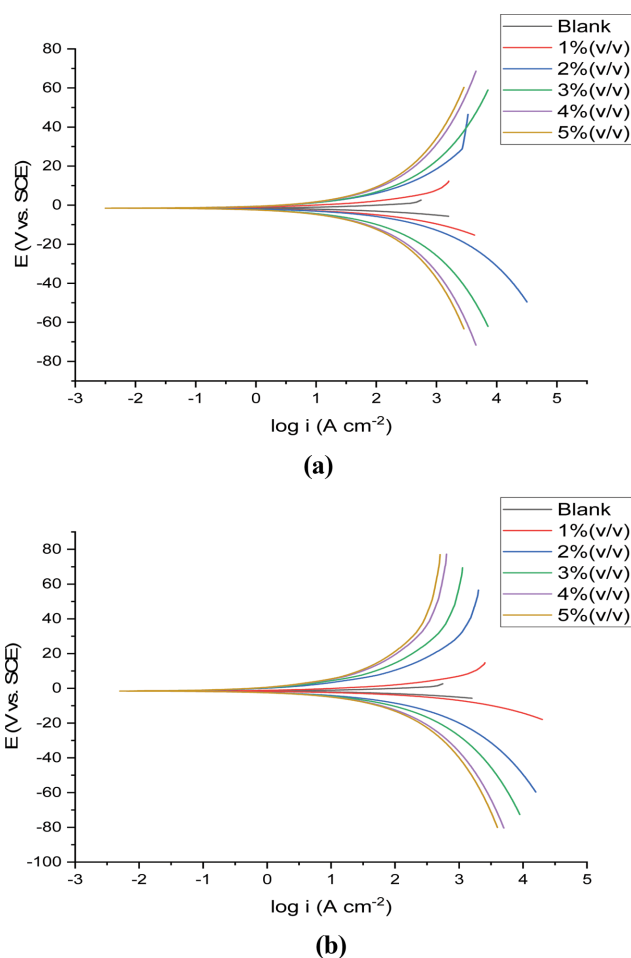 Blank
1%(v/v)
2%(v/v)
3%(v/v)
4%(v/v)
5%(v/v)
80
60
40
20
0
-20
-40
-60
-80
E (V vs. SCE)
-3 -2 -1 0 1 2 3 4 5
log i (A cm⁻²)
(a)
Blank
1%(v/v)
2%(v/v)
3%(v/v)
4%(v/v)
5%(v/v)
80
60
40
20
0
-20
-40
-60
-80
-100
E (V vs. SCE)
-3 -2 -1 0 1 2 3 4 5
log i (A cm⁻²)
(b)